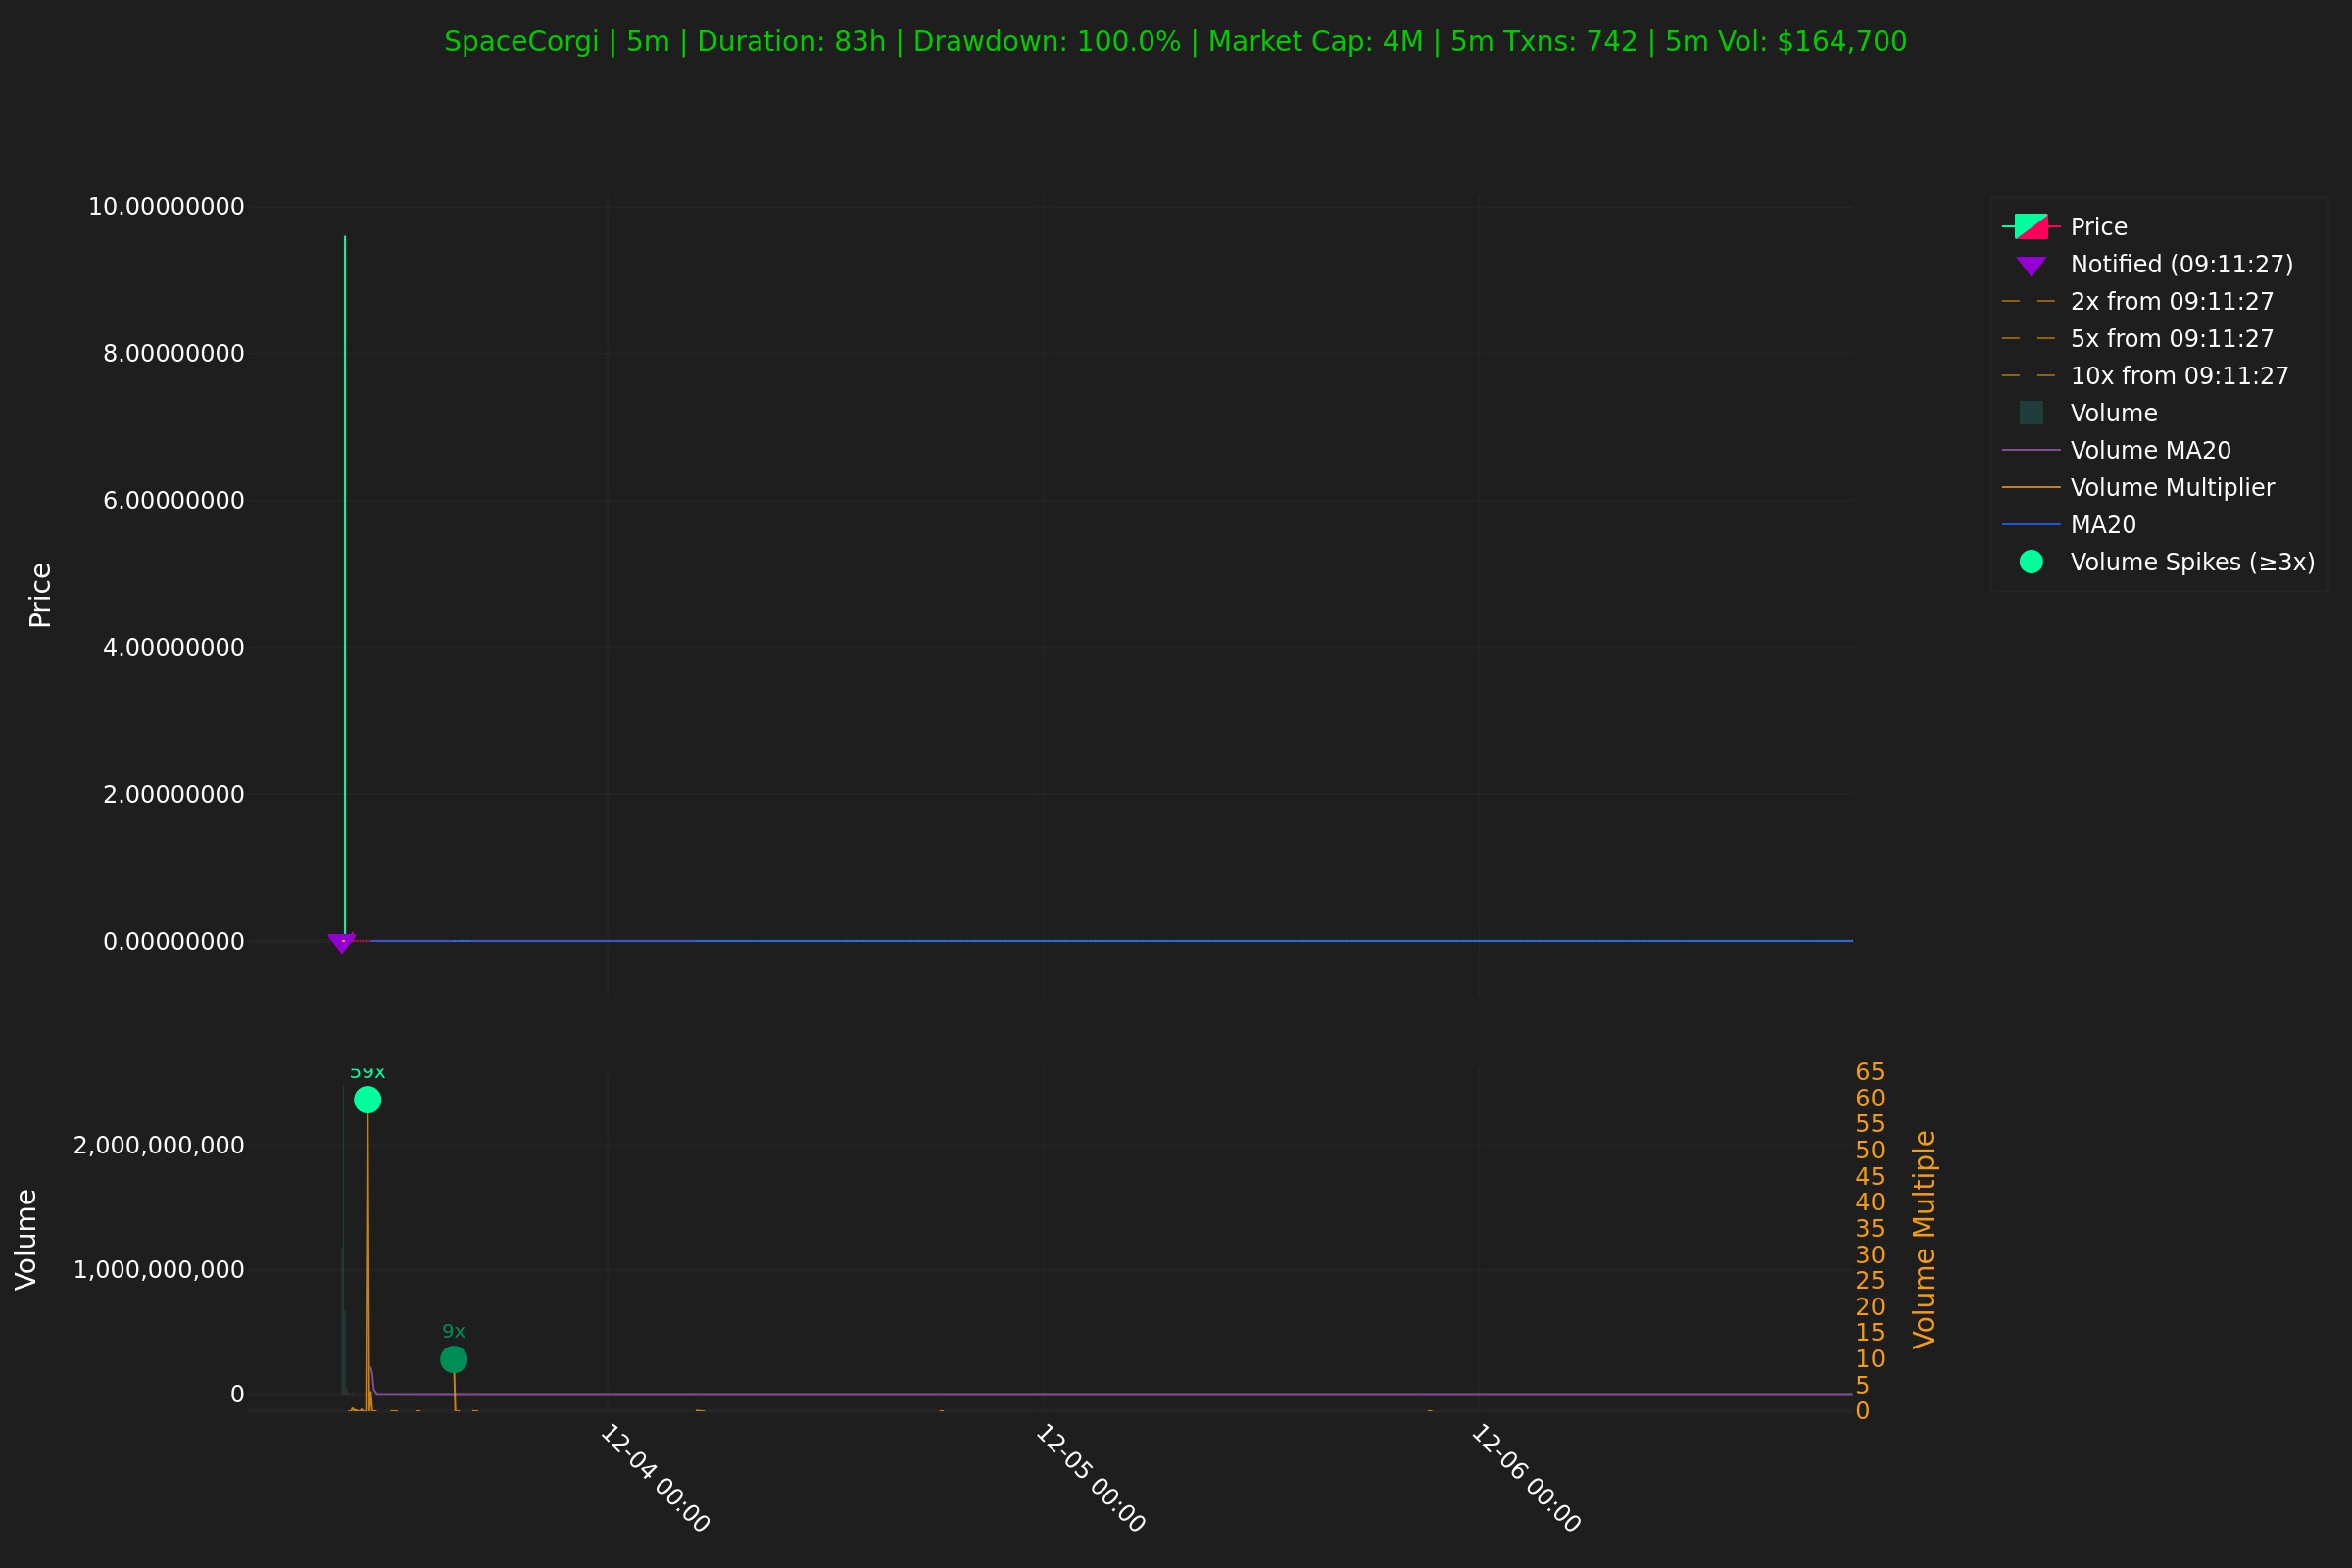 SpaceCorgi | 5m | Duration: 83h | Drawdown: 100.0% | Market Cap: 4M | 5m Txns: 742 | 5m Vol: $164,700
Price
10.00000000
8.00000000
6.00000000
4.00000000
2.00000000
0.00000000
Price
Notified (09:11:27)
2x from 09:11:27
5x from 09:11:27
10x from 09:11:27
Volume
Volume MA20
Volume Multiplier
MA20
Volume Spikes (≥3x)
Volume
2,000,000,000
1,000,000,000
0
59x
9x
65
60
55
50
45
40
35
30
25
20
15
10
5
0
Volume Multiple
12-04 00:00
12-05 00:00
12-06 00:00